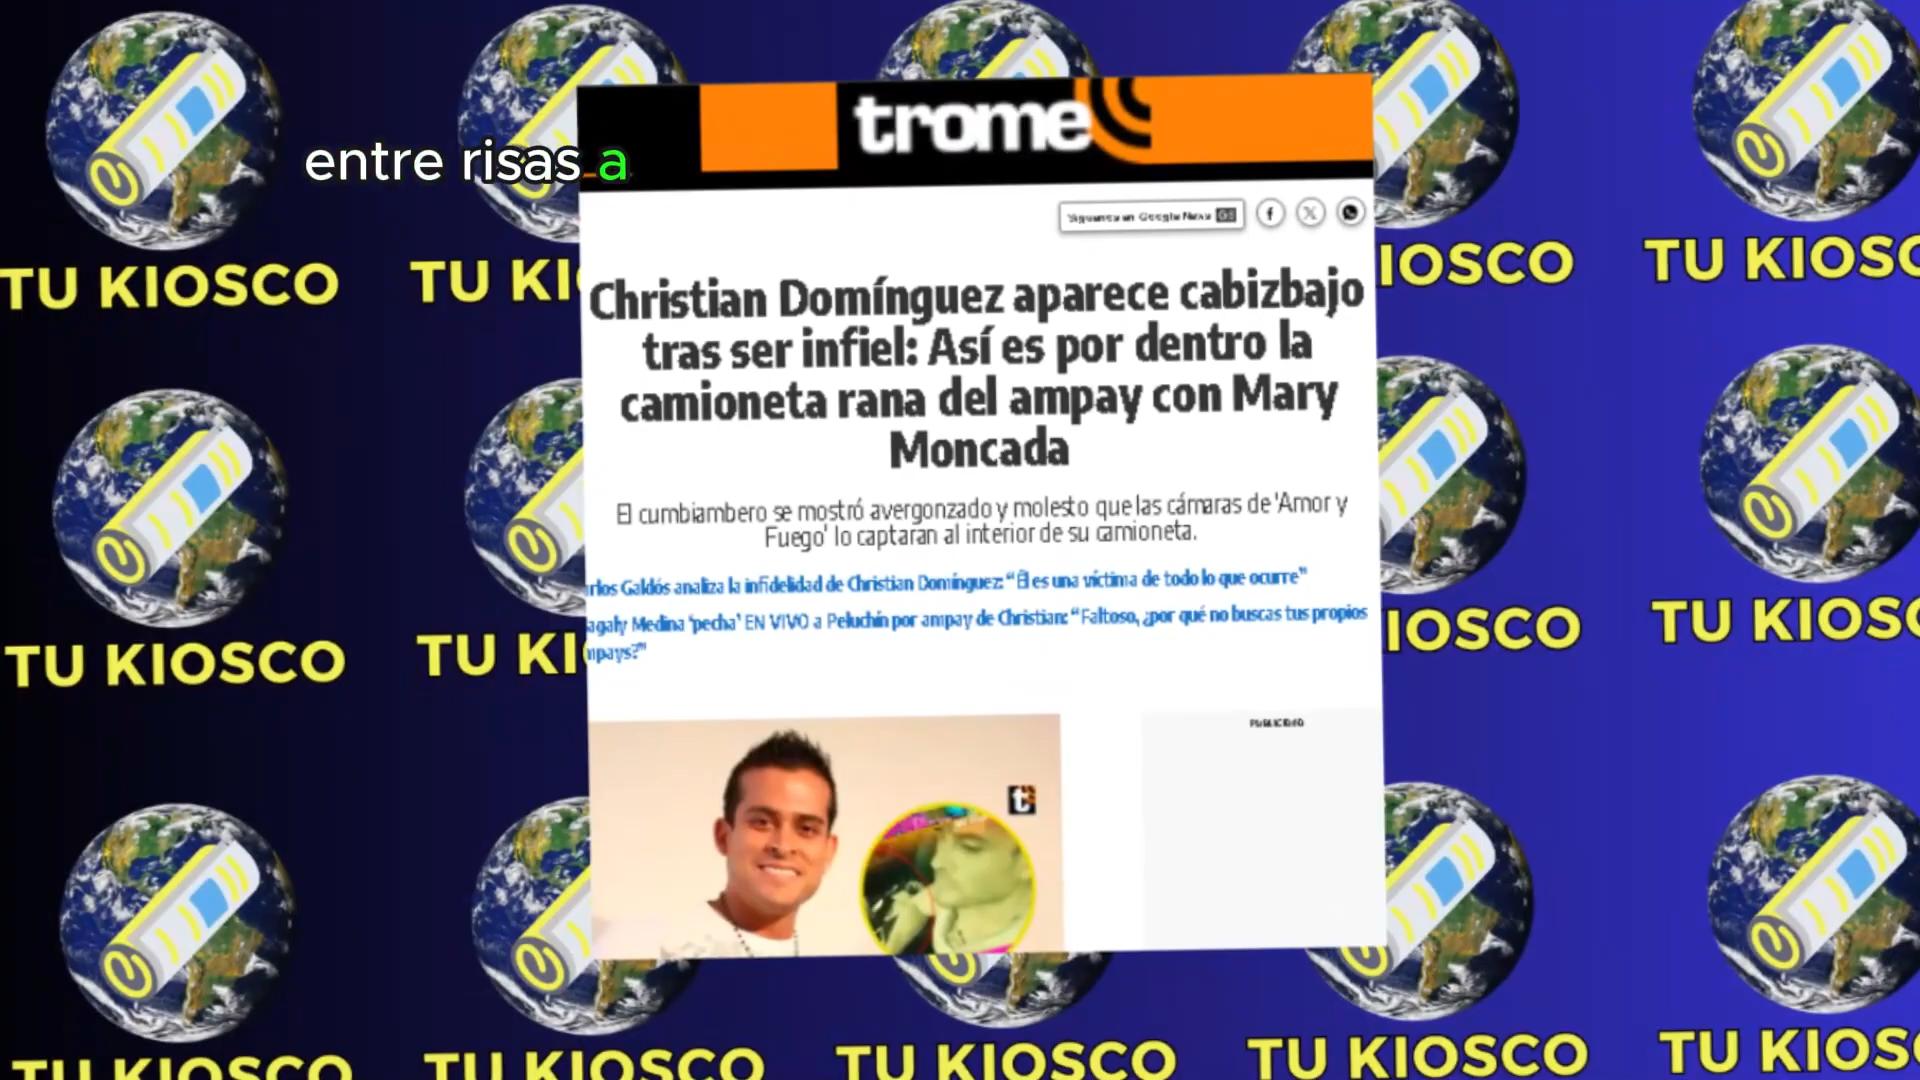 entre risas a
trome
Síguenos en Google News
Christian Domínguez aparece cabizbajo
tras ser infiel: Así es por dentro la
camioneta rana del ampay con Mary
Moncada
El cumbiambero se mostró avergonzado y molesto que las cámaras de 'Amor y
Fuego' lo captaran al interior de su camioneta.
rlos Galdós analiza la infidelidad de Christian Domínguez: “Él es una víctima de todo lo que ocurre”
agaly Medina ‘pecha’ EN VIVO a Peluchín por ampay de Christian: “Faltoso, ¿por qué no buscas tus propios
mpays?”
PUBLICIDAD
t
TU KIOSCO
TU KI
IOSCO
TU KIOSC
TU KIOSCO
TU KI
IOSCO
TU KIOSC
TU KIOSCO
TU KIOSCO
TU KIOSCO
TU KIOSCO
TU KIOSC